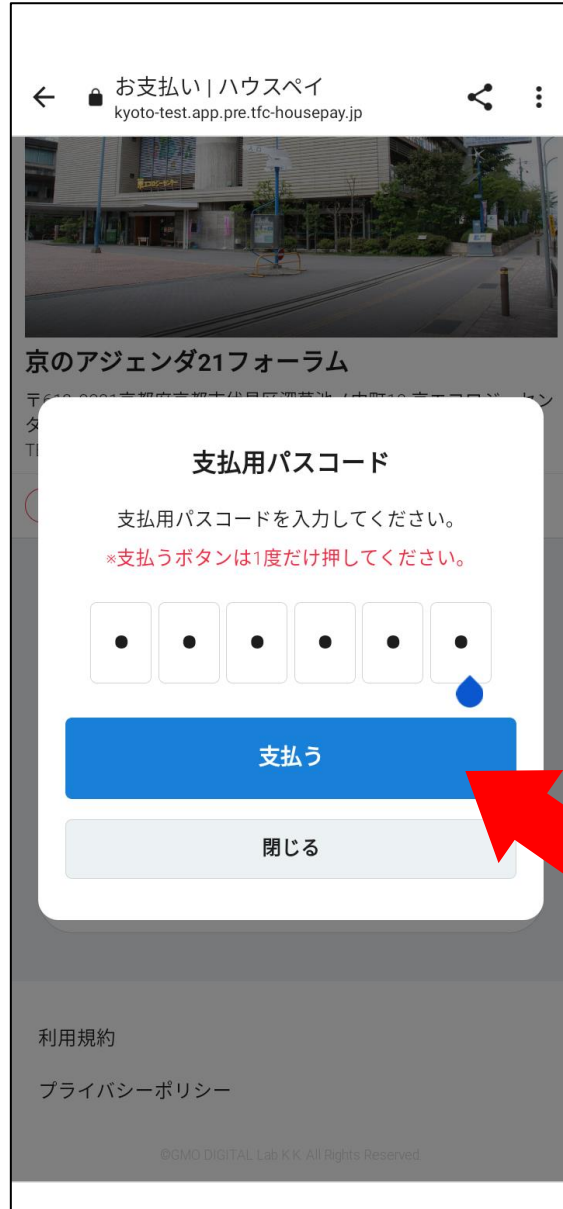 お支払い | ハウスペイ
kyoto-test.app.pre.tfc-housepay.jp
京のアジェンダ21フォーラム
支払用パスコード
支払用パスコードを入力してください。
※支払うボタンは1度だけ押してください。
支払う
閉じる
利用規約
プライバシーポリシー
©GMO DIGITAL Lab K.K. All Rights Reserved.